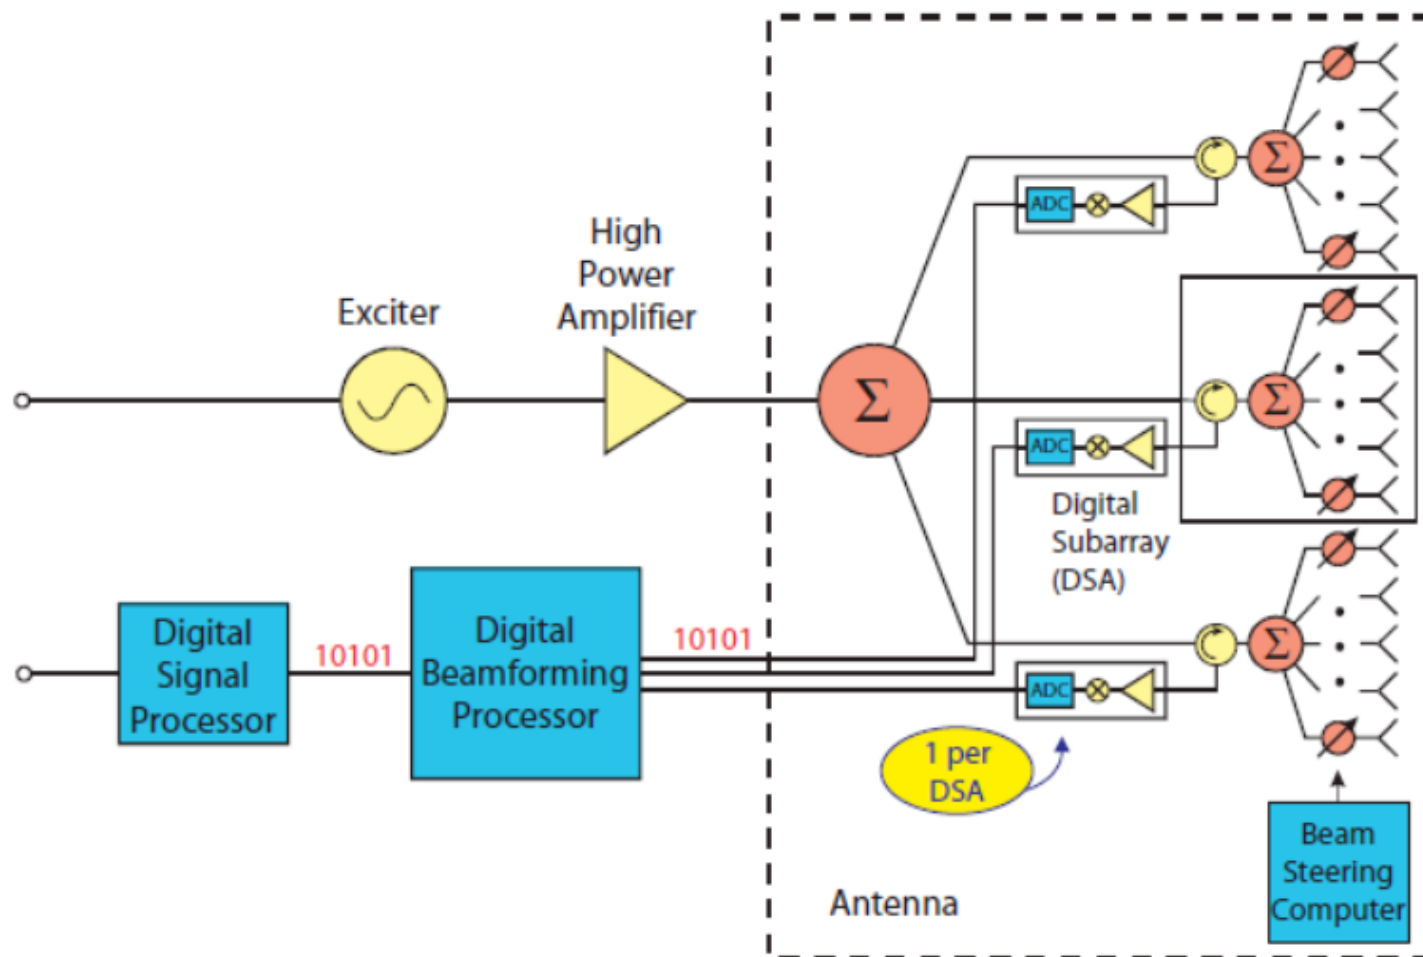 Exciter
High
Power
Amplifier
Σ
Σ
ADC
Σ
ADC
Digital
Subarray
(DSA)
Σ
ADC
Digital
Signal
Processor
10101
Digital
Beamforming
Processor
10101
1 per
DSA
Antenna
Beam
Steering
Computer